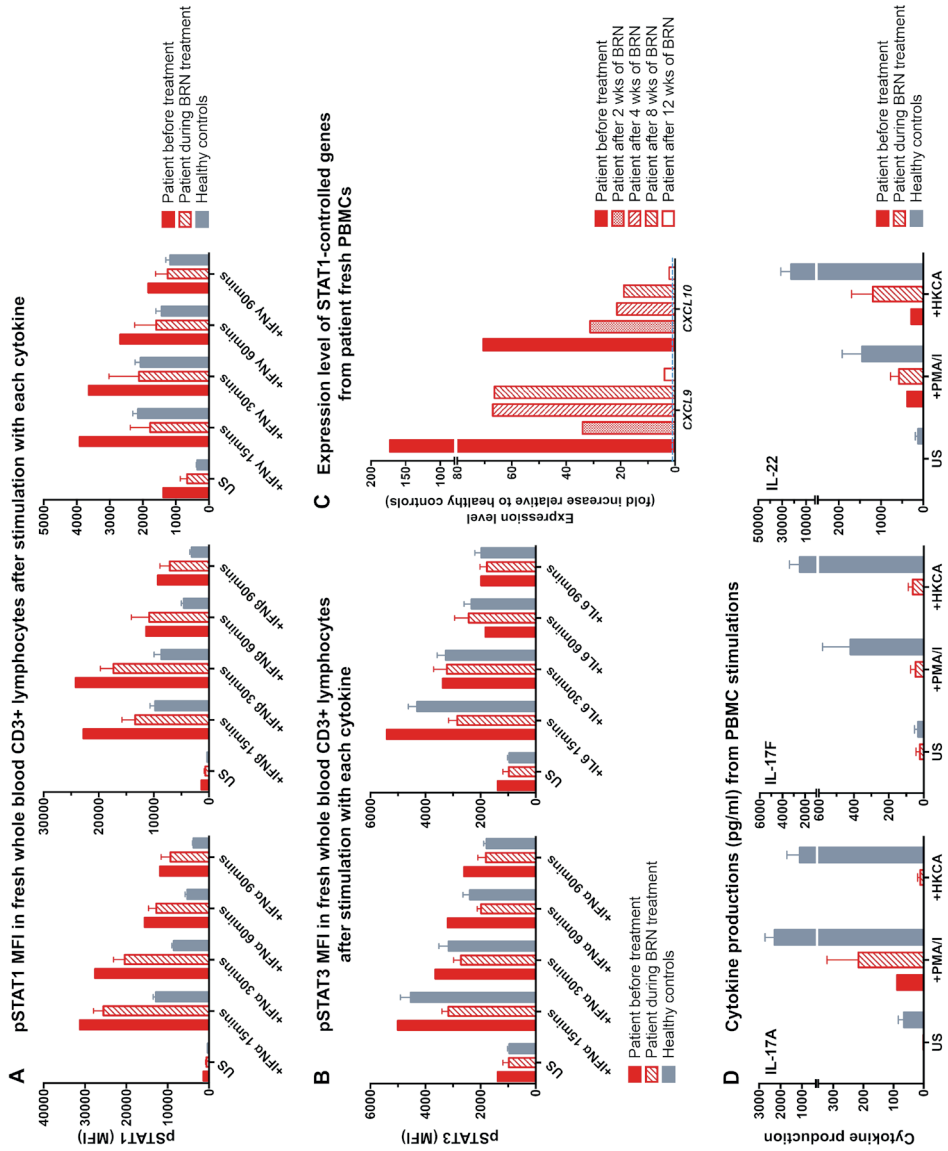 A
pSTAT1 MFI in fresh whole blood CD3+ lymphocytes after stimulation with each cytokine
pSTAT1 (MFI)
40000
30000
20000
10000
0
US
+IFNα 15mins
+IFNα 30mins
+IFNα 60mins
+IFNα 90mins
30000
20000
10000
0
US
+IFNβ 15mins
+IFNβ 30mins
+IFNβ 60mins
+IFNβ 90mins
5000
4000
3000
2000
1000
0
US
+IFNγ 15mins
+IFNγ 30mins
+IFNγ 60mins
+IFNγ 90mins
Patient before treatment
Patient during BRN treatment
Healthy controls
B
pSTAT3 MFI in fresh whole blood CD3+ lymphocytes
after stimulation with each cytokine
pSTAT3 (MFI)
6000
4000
2000
0
US
+IFNα 15mins
+IFNα 30mins
+IFNα 60mins
+IFNα 90mins
6000
4000
2000
0
US
+IL6 15mins
+IL6 30mins
+IL6 60mins
+IL6 90mins
Patient before treatment
Patient during BRN treatment
Healthy controls
C
Expression level of STAT1-controlled genes
from patient fresh PBMCs
Expression level
(fold increase relative to healthy controls)
200
150
100
80
60
40
20
0
CXCL9
CXCL10
Patient before treatment
Patient after 2 wks of BRN
Patient after 4 wks of BRN
Patient after 8 wks of BRN
Patient after 12 wks of BRN
D
Cytokine productions (pg/ml) from PBMC stimulations
Cytokine production
IL-17A
3000
2000
1000
400
200
0
US
+PMA/I
+HKCA
IL-17F
6000
4000
2000
600
400
200
0
US
+PMA/I
+HKCA
IL-22
50000
30000
10000
2000
1000
0
US
+PMA/I
+HKCA
Patient before treatment
Patient during BRN treatment
Healthy controls